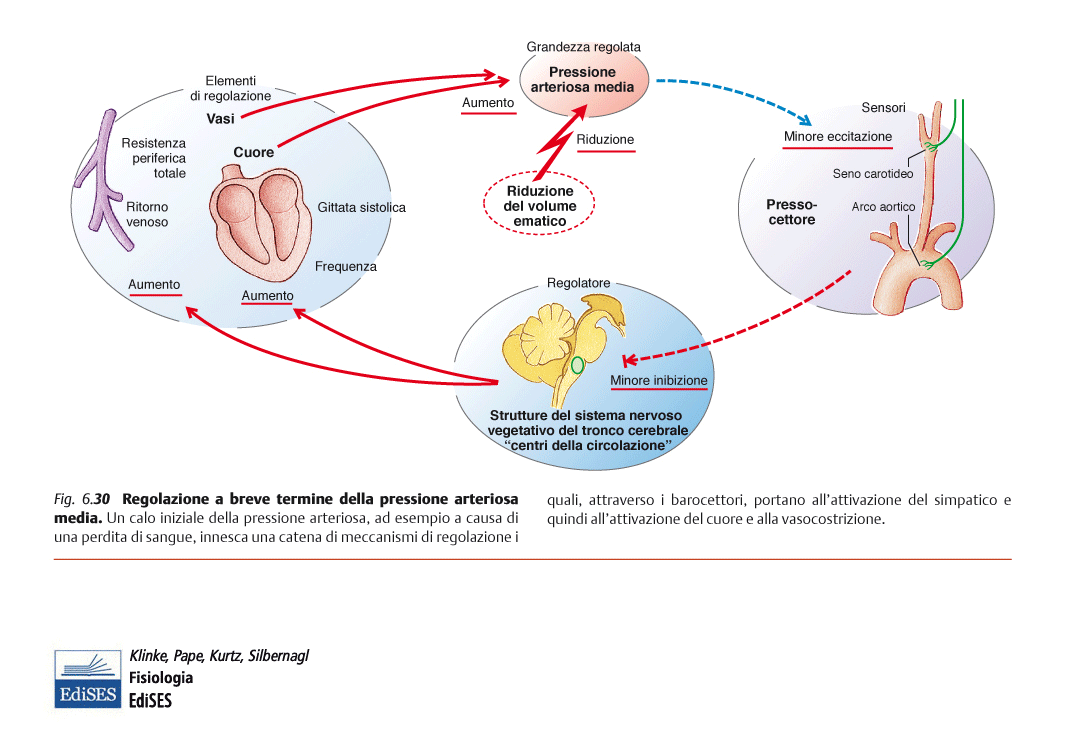 Grandezza regolata
Pressione
arteriosa media
Elementi
di regolazione
Vasi
Aumento
Sensori
Resistenza
periferica
totale
Cuore
Riduzione
Minore eccitazione
Seno carotideo
Riduzione
del volume
ematico
Ritorno
venoso
Gittata sistolica
Presso-
cettore
Arco aortico
Frequenza
Aumento
Aumento
Regolatore
Minore inibizione
Strutture del sistema nervoso
vegetativo del tronco cerebrale
“centri della circolazione”
Fig. 6.30 Regolazione a breve termine della pressione arteriosa
media. Un calo iniziale della pressione arteriosa, ad esempio a causa di
una perdita di sangue, innesca una catena di meccanismi di regolazione i
quali, attraverso i barocettori, portano all’attivazione del simpatico e
quindi all’attivazione del cuore e alla vasocostrizione.
EdiSES
Klinke, Pape, Kurtz, Silbernagl
Fisiologia
EdiSES